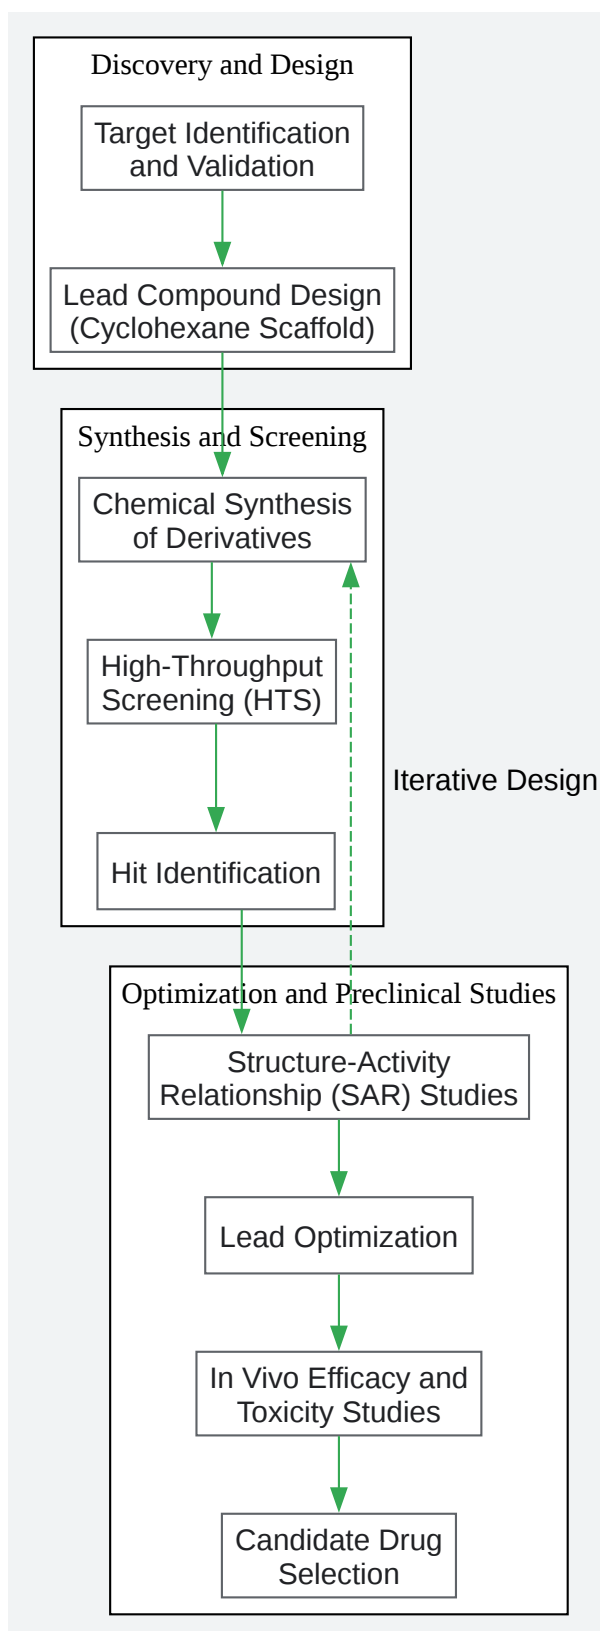 Discovery and Design
Target Identification
and Validation
Lead Compound Design
(Cyclohexane Scaffold)
Synthesis and Screening
Chemical Synthesis
of Derivatives
High-Throughput
Screening (HTS)
Iterative Design
Hit Identification
Optimization and Preclinical Studies
Structure-Activity
Relationship (SAR) Studies
Lead Optimization
In Vivo Efficacy and
Toxicity Studies
Candidate Drug
Selection